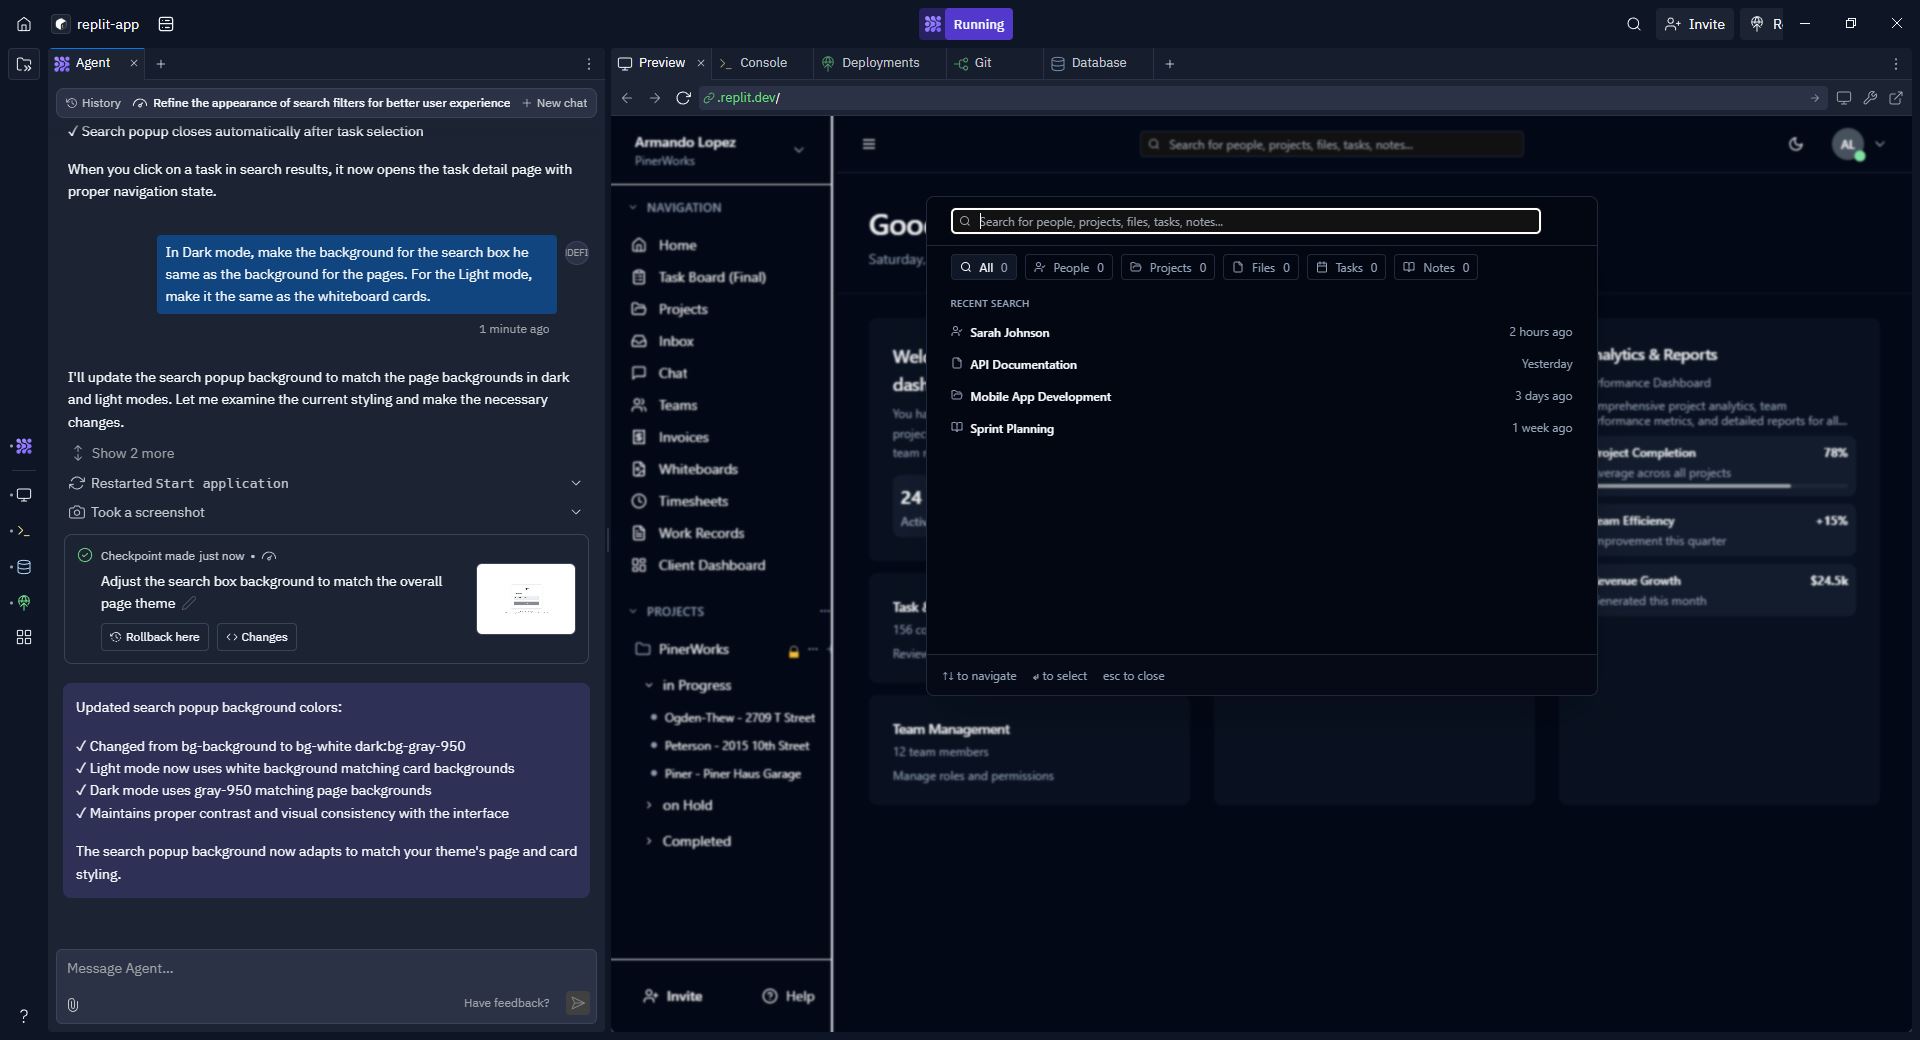 replit-app
Running
Invite
R
Agent
Preview
Console
Deployments
Git
Database
History
Refine the appearance of search filters for better user experience
New chat
.replit.dev/
✓ Search popup closes automatically after task selection
When you click on a task in search results, it now opens the task detail page with
proper navigation state.
In Dark mode, make the background for the search box he
same as the background for the pages. For the Light mode,
make it the same as the whiteboard cards.
DEFI
1 minute ago
I'll update the search popup background to match the page backgrounds in dark
and light modes. Let me examine the current styling and make the necessary
changes.
Show 2 more
Restarted Start application
Took a screenshot
Checkpoint made just now •
Adjust the search box background to match the overall
page theme
Rollback here
<> Changes
Updated search popup background colors:
✓ Changed from bg-background to bg-white dark:bg-gray-950
✓ Light mode now uses white background matching card backgrounds
✓ Dark mode uses gray-950 matching page backgrounds
✓ Maintains proper contrast and visual consistency with the interface
The search popup background now adapts to match your theme's page and card
styling.
Message Agent...
Have feedback?
?
Armando Lopez
PinerWorks
NAVIGATION
Home
Task Board (Final)
Projects
Inbox
Chat
Teams
Invoices
Whiteboards
Timesheets
Work Records
Client Dashboard
PROJECTS
PinerWorks
in Progress
• Ogden-Thew - 2709 T Street
• Peterson - 2015 10th Street
• Piner - Piner Haus Garage
on Hold
Completed
Invite
Help
Search for people, projects, files, tasks, notes...
AL
Goo
Saturday,
Search for people, projects, files, tasks, notes...
All 0
People 0
Projects 0
Files 0
Tasks 0
Notes 0
RECENT SEARCH
Sarah Johnson
2 hours ago
API Documentation
Yesterday
Mobile App Development
3 days ago
Sprint Planning
1 week ago
↑↓ to navigate
↲ to select
esc to close
Welc
dash
You ha
projec
team r
24
Activ
Task &
156 co
Review
Team Management
12 team members
Manage roles and permissions
nalytics & Reports
rformance Dashboard
mprehensive project analytics, team
rformance metrics, and detailed reports for all...
roject Completion
78%
verage across all projects
eam Efficiency
+15%
mprovement this quarter
evenue Growth
$24.5k
enerated this month